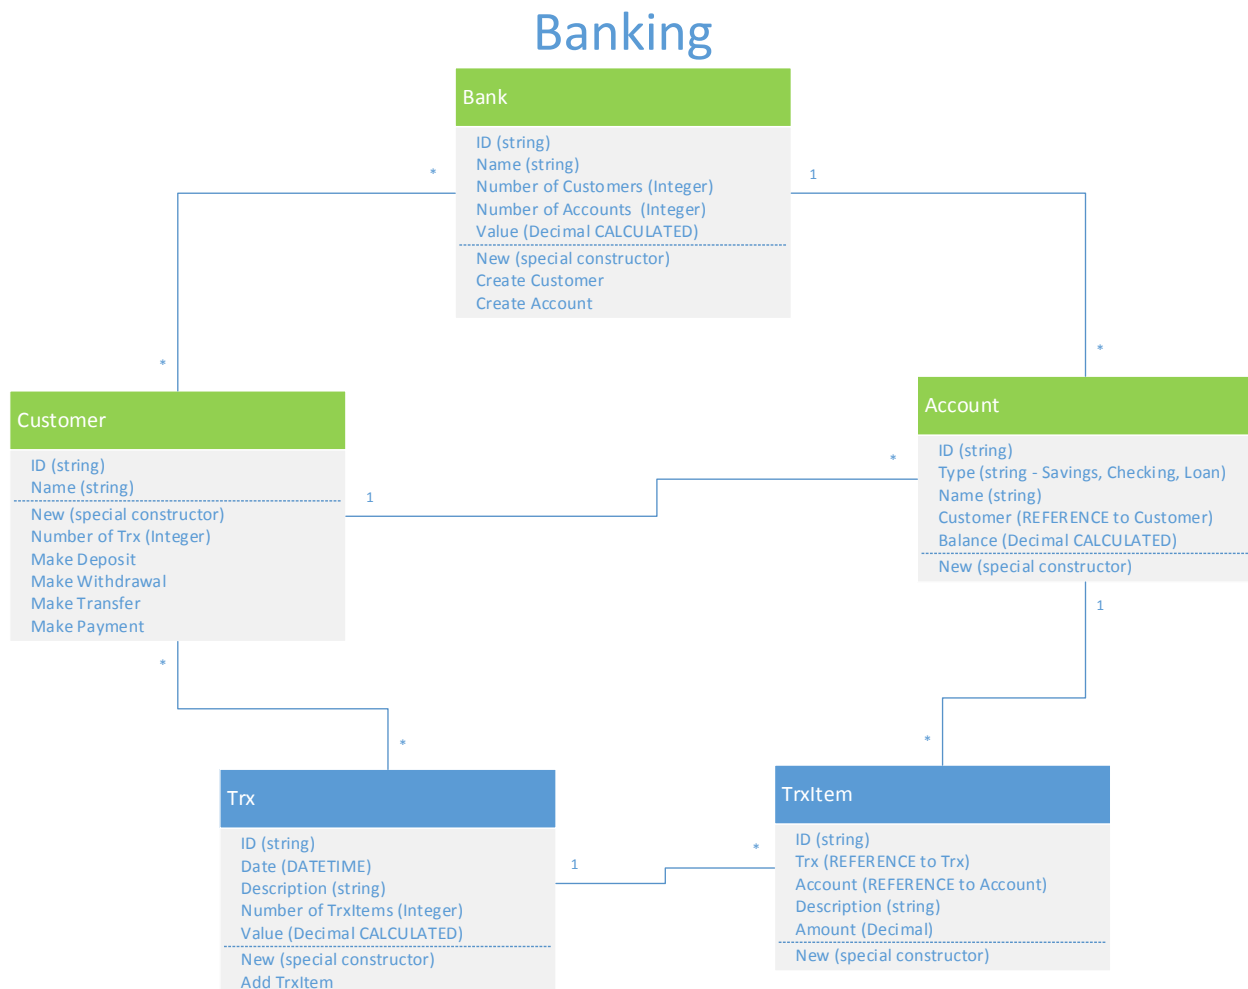 Banking
Bank
ID (string)
Name (string)
Number of Customers (Integer)
Number of Accounts  (Integer)
Value (Decimal CALCULATED)
New (special constructor)
Create Customer
Create Account
*
1
*
*
Customer
ID (string)
Name (string)
New (special constructor)
Number of Trx (Integer)
Make Deposit
Make Withdrawal
Make Transfer
Make Payment
1
*
Account
ID (string)
Type (string - Savings, Checking, Loan)
Name (string)
Customer (REFERENCE to Customer)
Balance (Decimal CALCULATED)
New (special constructor)
*
*
1
*
Trx
ID (string)
Date (DATETIME)
Description (string)
Number of TrxItems (Integer)
Value (Decimal CALCULATED)
New (special constructor)
Add TrxItem
1
*
TrxItem
ID (string)
Trx (REFERENCE to Trx)
Account (REFERENCE to Account)
Description (string)
Amount (Decimal)
New (special constructor)